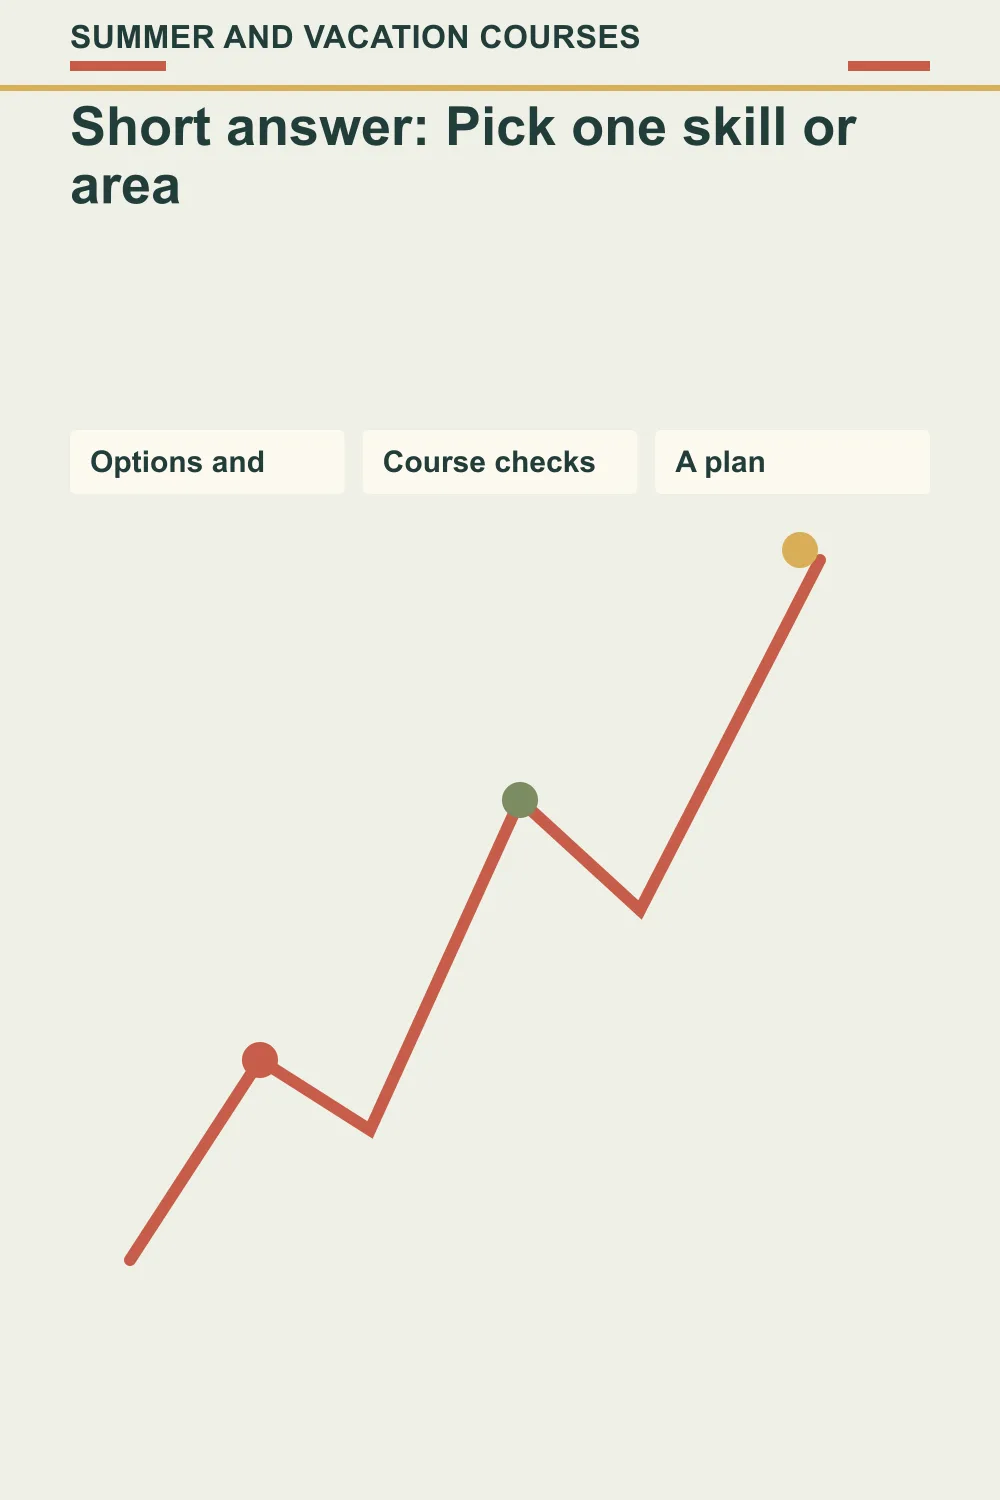 SUMMER AND VACATION COURSES
Short answer: Pick one skill or
area
Options and
Course checks
A plan